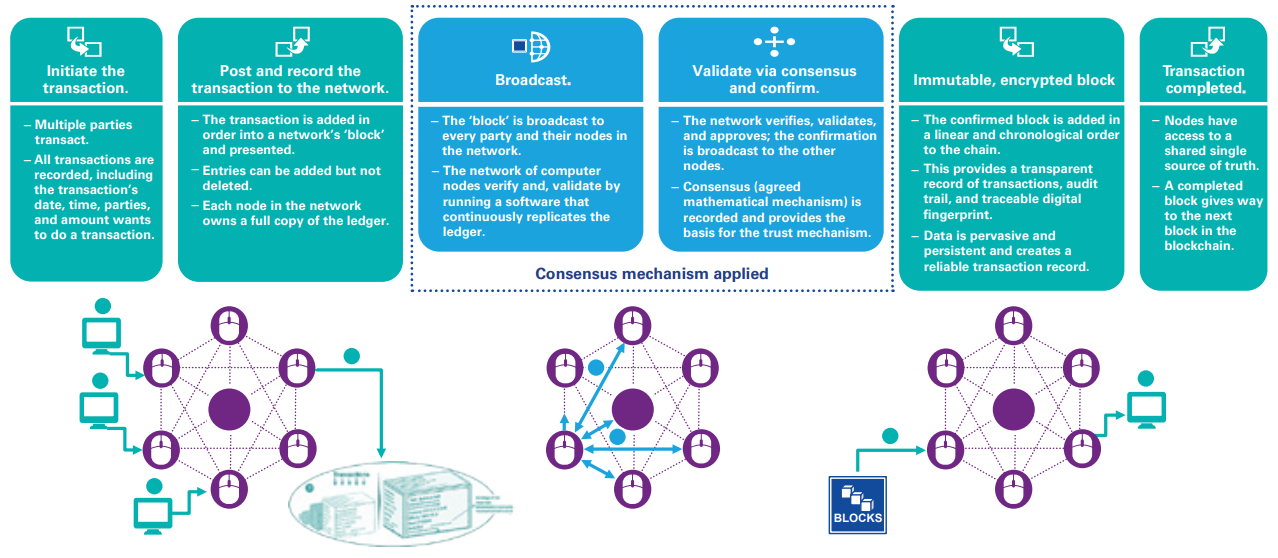 Initiate the
transaction.
– Multiple parties
transact.
– All transactions are
recorded, including
the transaction's
date, time, parties,
and amount wants
to do a transaction.
Post and record the
transaction to the network.
– The transaction is added in
order into a network's 'block'
and presented.
– Entries can be added but not
deleted.
– Each node in the network
owns a full copy of the ledger.
Broadcast.
– The 'block' is broadcast to
every party and their nodes in
the network.
– The network of computer
nodes verify and, validate by
running a software that
continuously replicates the
ledger.
Validate via consensus
and confirm.
– The network verifies, validates,
and approves; the confirmation
is broadcast to the other
nodes.
– Consensus (agreed
mathematical mechanism) is
recorded and provides the
basis for the trust mechanism.
Consensus mechanism applied
Immutable, encrypted block
– The confirmed block is added in
a linear and chronological order
to the chain.
– This provides a transparent
record of transactions, audit
trail, and traceable digital
fingerprint.
– Data is pervasive and
persistent and creates a
reliable transaction record.
Transaction
completed.
– Nodes have
access to a
shared single
source of truth.
– A completed
block gives way
to the next
block in the
blockchain.
BLOCKS